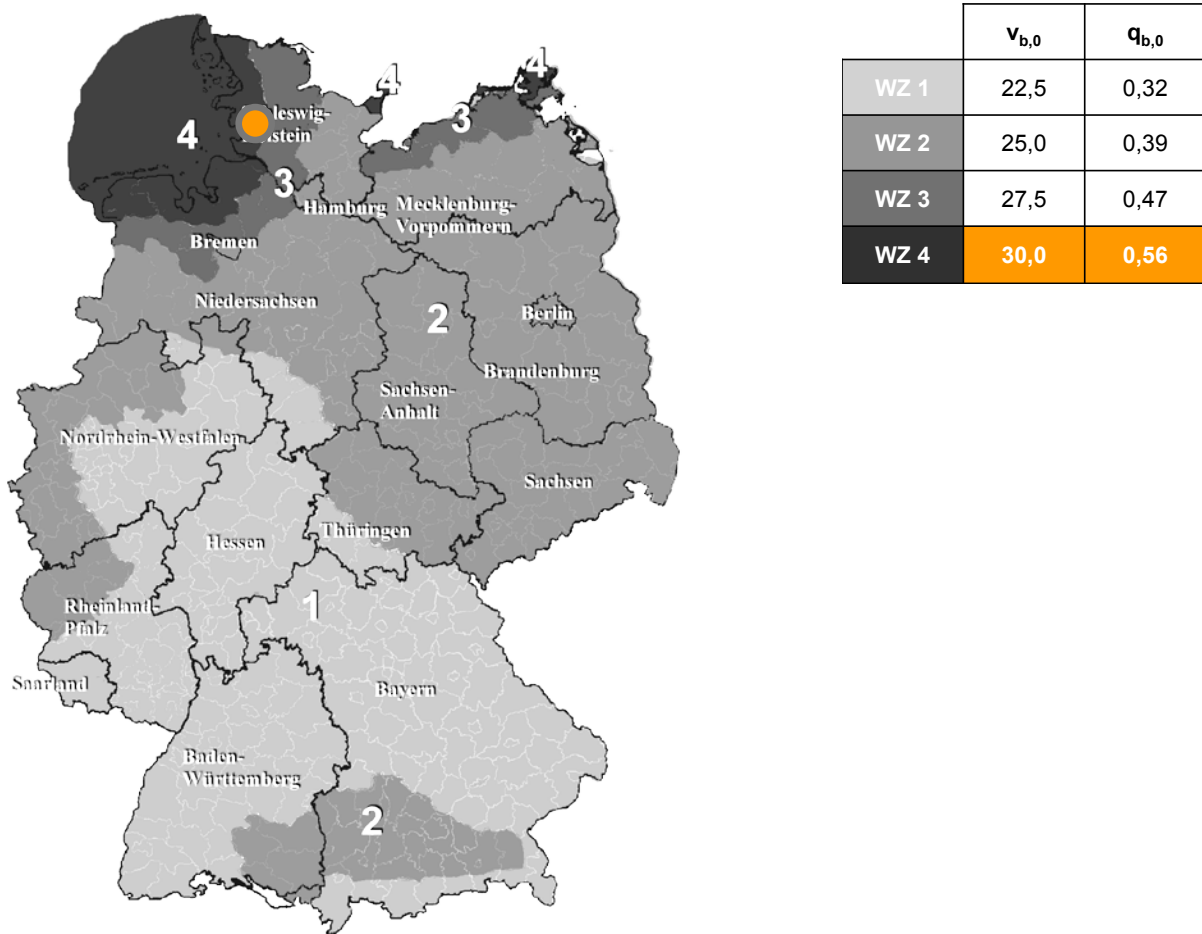 v_b,0 q_b,0
WZ 1 22,5 0,32
WZ 2 25,0 0,39
WZ 3 27,5 0,47
WZ 4 30,0 0,56
4
4
4
leswig-
lstein
3
3
Hamburg
Mecklenburg-
Vorpommern
Bremen
Niedersachsen
2
Berlin
Brandenburg
Sachsen-
Anhalt
Nordrhein-Westfalen
Sachsen
Thüringen
Hessen
1
Rheinland-
Pfalz
Saarland
Bayern
Baden-
Württemberg
2